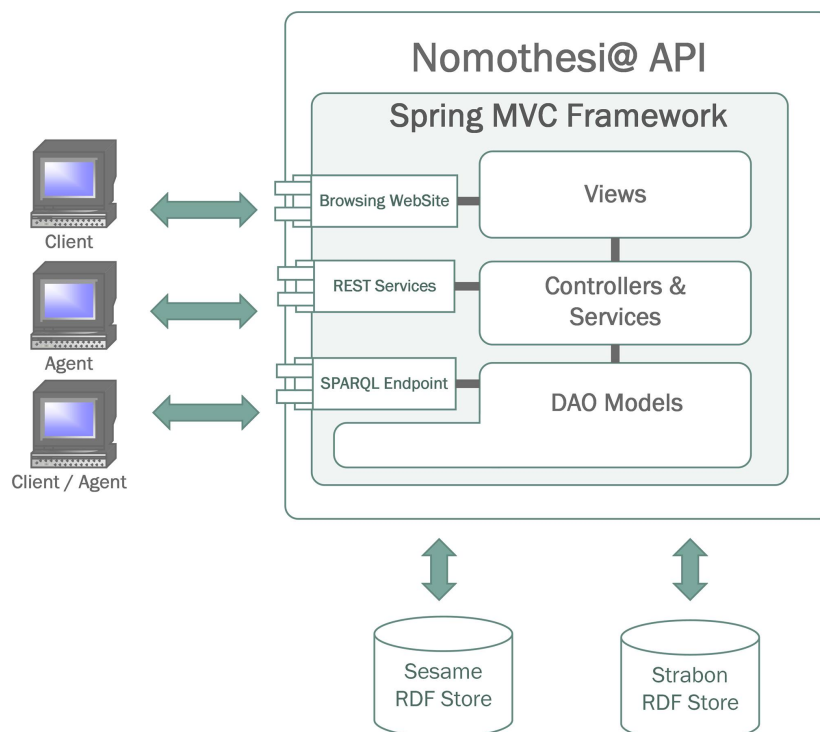 Nomothesi@ API
Spring MVC Framework
Client
Browsing WebSite
Views
Agent
REST Services
Controllers &
Services
Client / Agent
SPARQL Endpoint
DAO Models
Sesame
RDF Store
Strabon
RDF Store